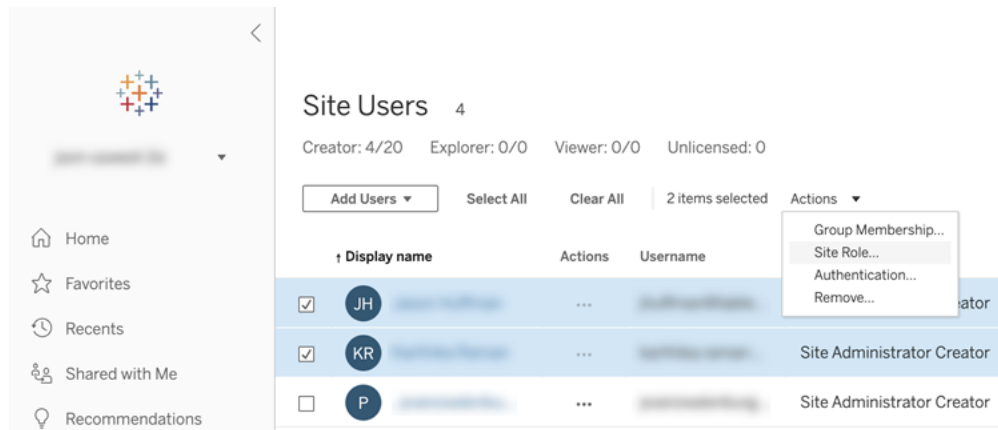 Site Users 4
Creator: 4/20 Explorer: 0/0 Viewer: 0/0 Unlicensed: 0
Add Users Select All Clear All 2 items selected Actions
Group Membership...
Site Role...
Authentication...
Remove...
↑ Display name Actions Username
JH ... ator
KR ... Site Administrator Creator
P ... Site Administrator Creator
Home
Favorites
Recents
Shared with Me
Recommendations